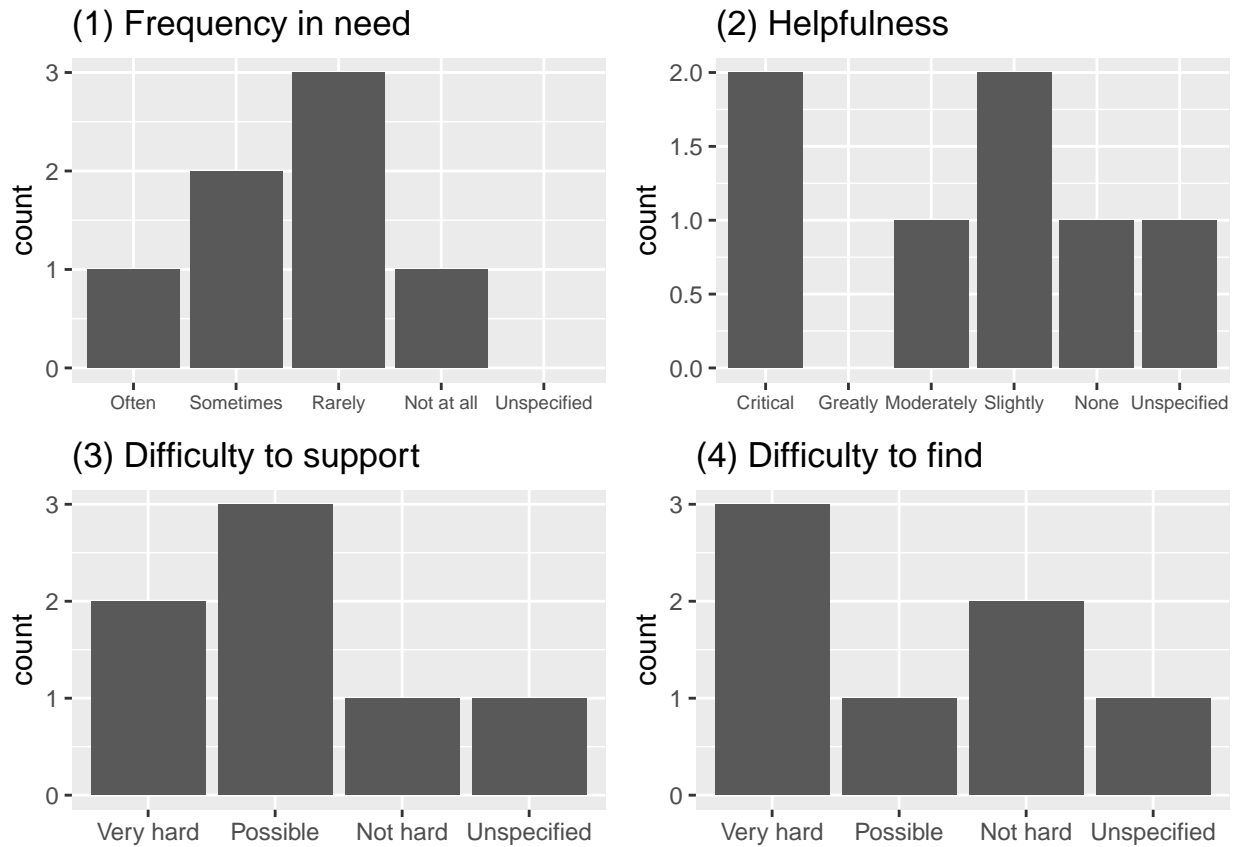 (1) Frequency in need
count
3
2
1
0
Often Sometimes Rarely Not at all Unspecified
(2) Helpfulness
count
2.0
1.5
1.0
0.5
0.0
Critical Greatly Moderately Slightly None Unspecified
(3) Difficulty to support
count
3
2
1
0
Very hard Possible Not hard Unspecified
(4) Difficulty to find
count
3
2
1
0
Very hard Possible Not hard Unspecified